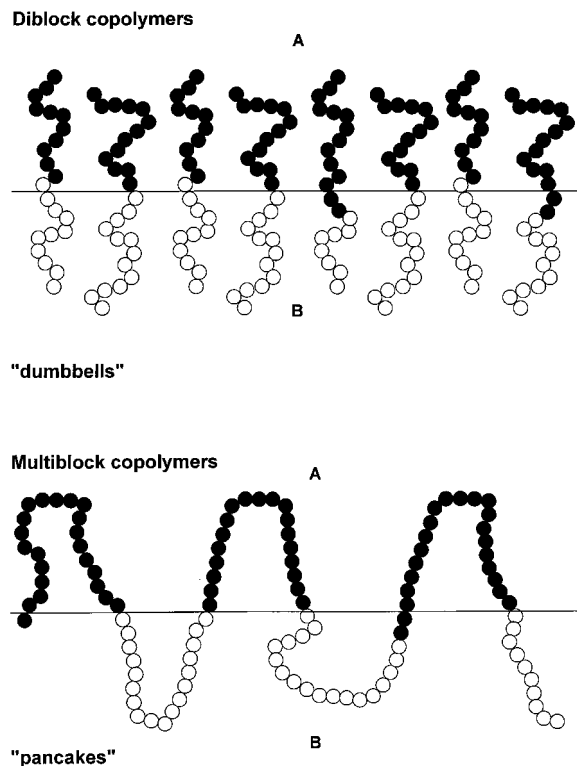 Diblock copolymers
A
B
"dumbbells"
Multiblock copolymers
A
B
"pancakes"